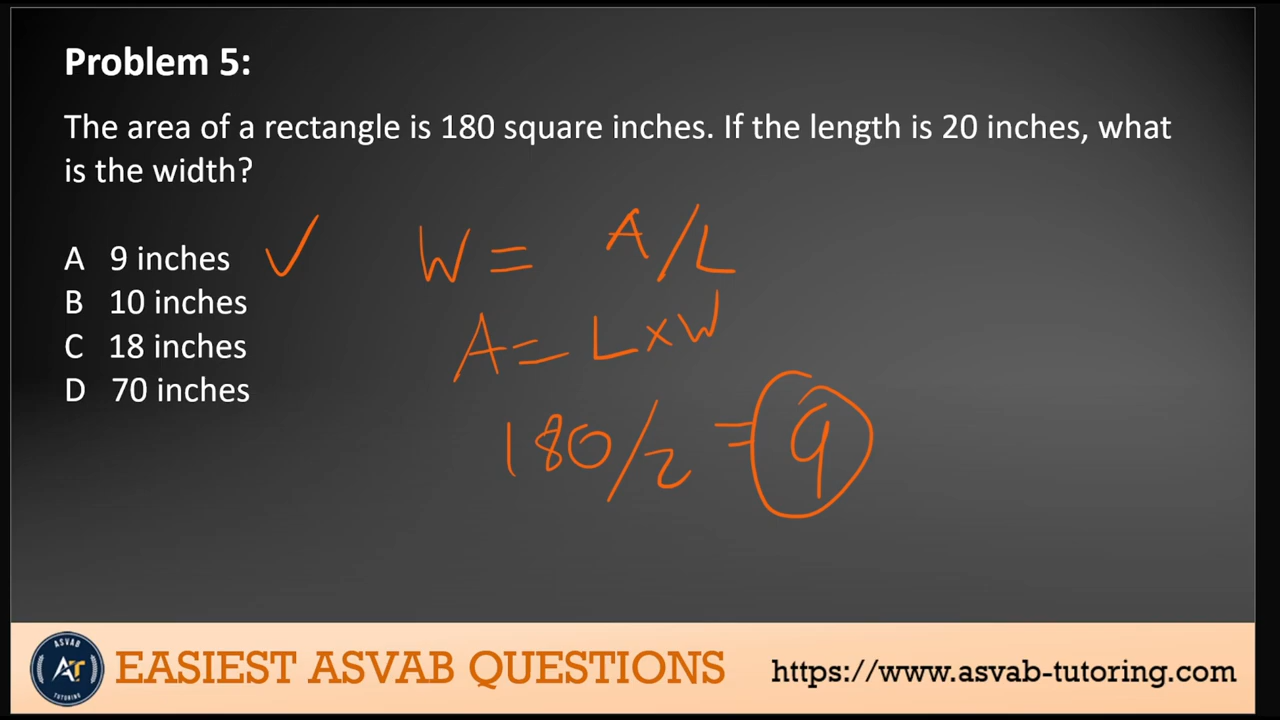 Problem 5:
The area of a rectangle is 180 square inches. If the length is 20 inches, what
is the width?
A 9 inches ✓
B 10 inches
C 18 inches
D 70 inches
W = A/L
A = L x W
180/2 = 9
ASVAB
AT
TUTORING
EASIEST ASVAB QUESTIONS
https://www.asvab-tutoring.com